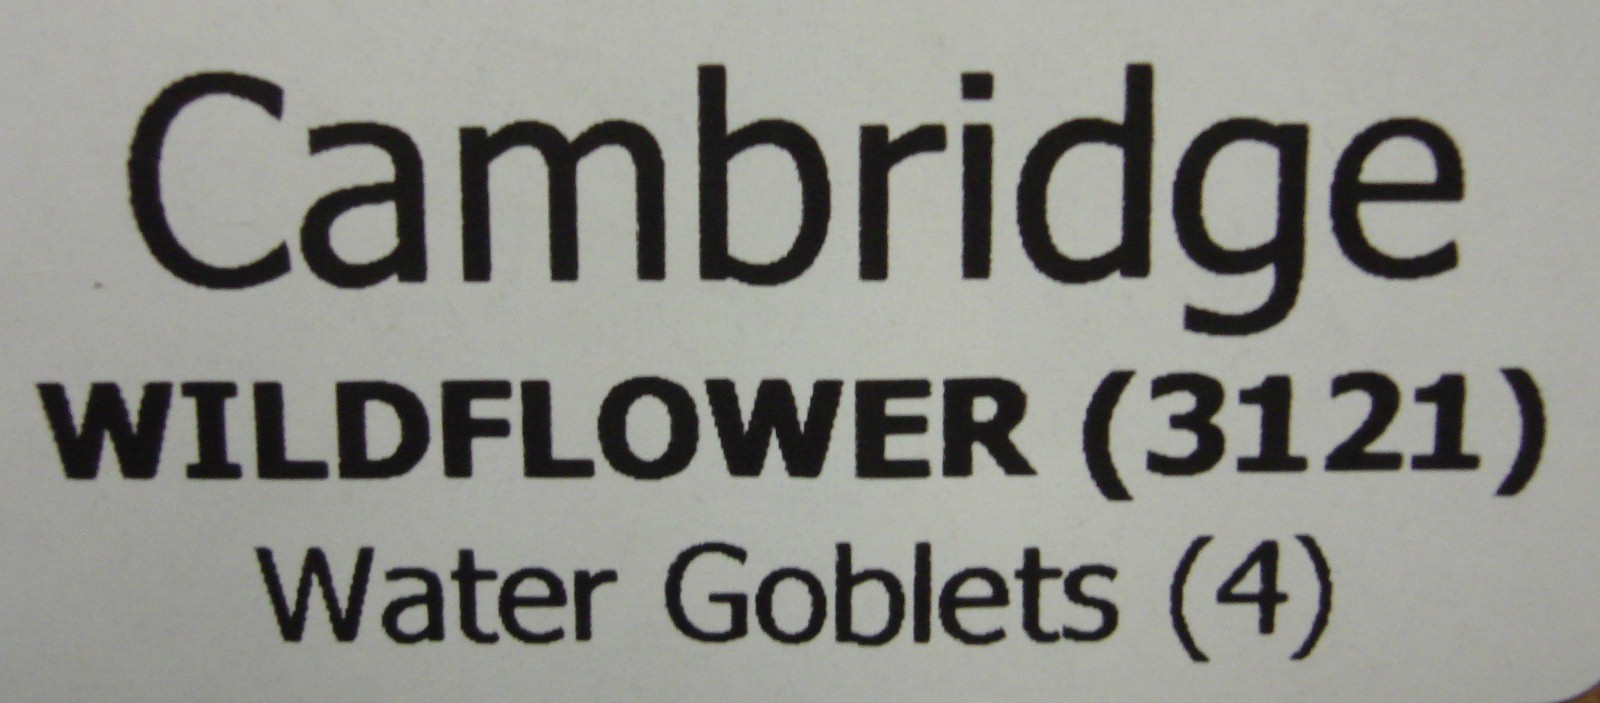 Cambridge
WILDFLOWER (3121)
Water Goblets (4)